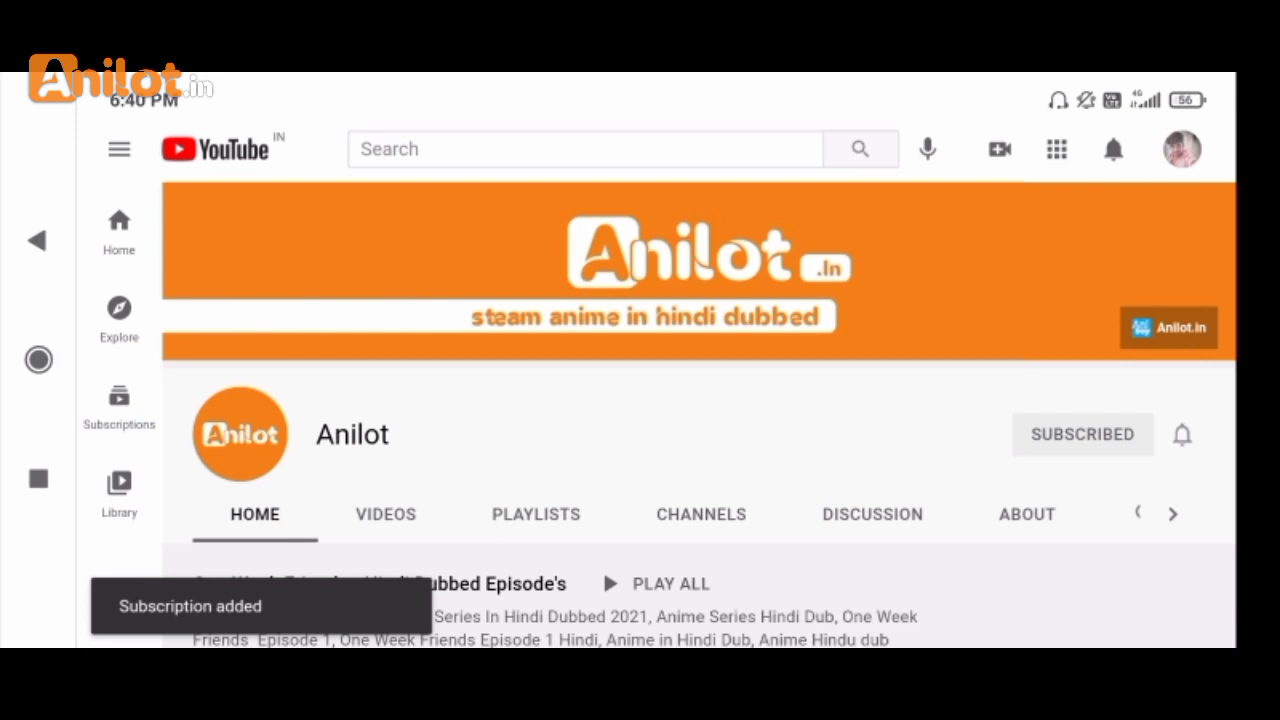 Anilot.in
6:40 PM
4G
56
YouTube IN
Search
Home
Explore
Subscriptions
Library
Anilot .In
steam anime in hindi dubbed
Anilot.in
Anilot
Anilot
SUBSCRIBED
HOME VIDEOS PLAYLISTS CHANNELS DISCUSSION ABOUT
Dubbed Episode's PLAY ALL
Subscription added
Series In Hindi Dubbed 2021, Anime Series Hindi Dub, One Week
Friends Episode 1, One Week Friends Episode 1 Hindi, Anime in Hindi Dub, Anime Hindu dub